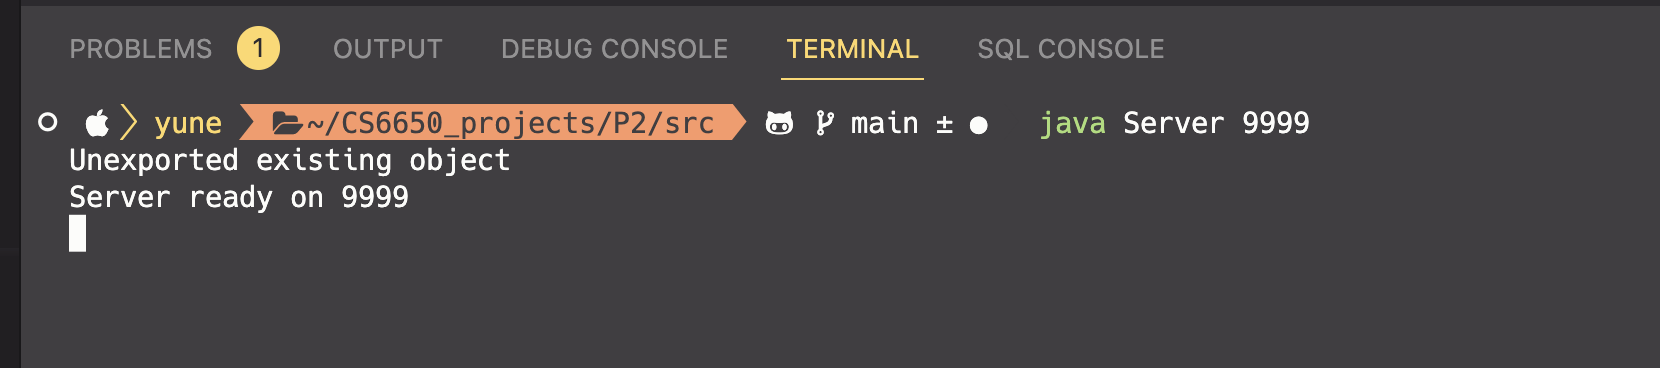 PROBLEMS 1 OUTPUT DEBUG CONSOLE TERMINAL SQL CONSOLE
yune ~/CS6650_projects/P2/src main ± ● java Server 9999
Unexported existing object
Server ready on 9999